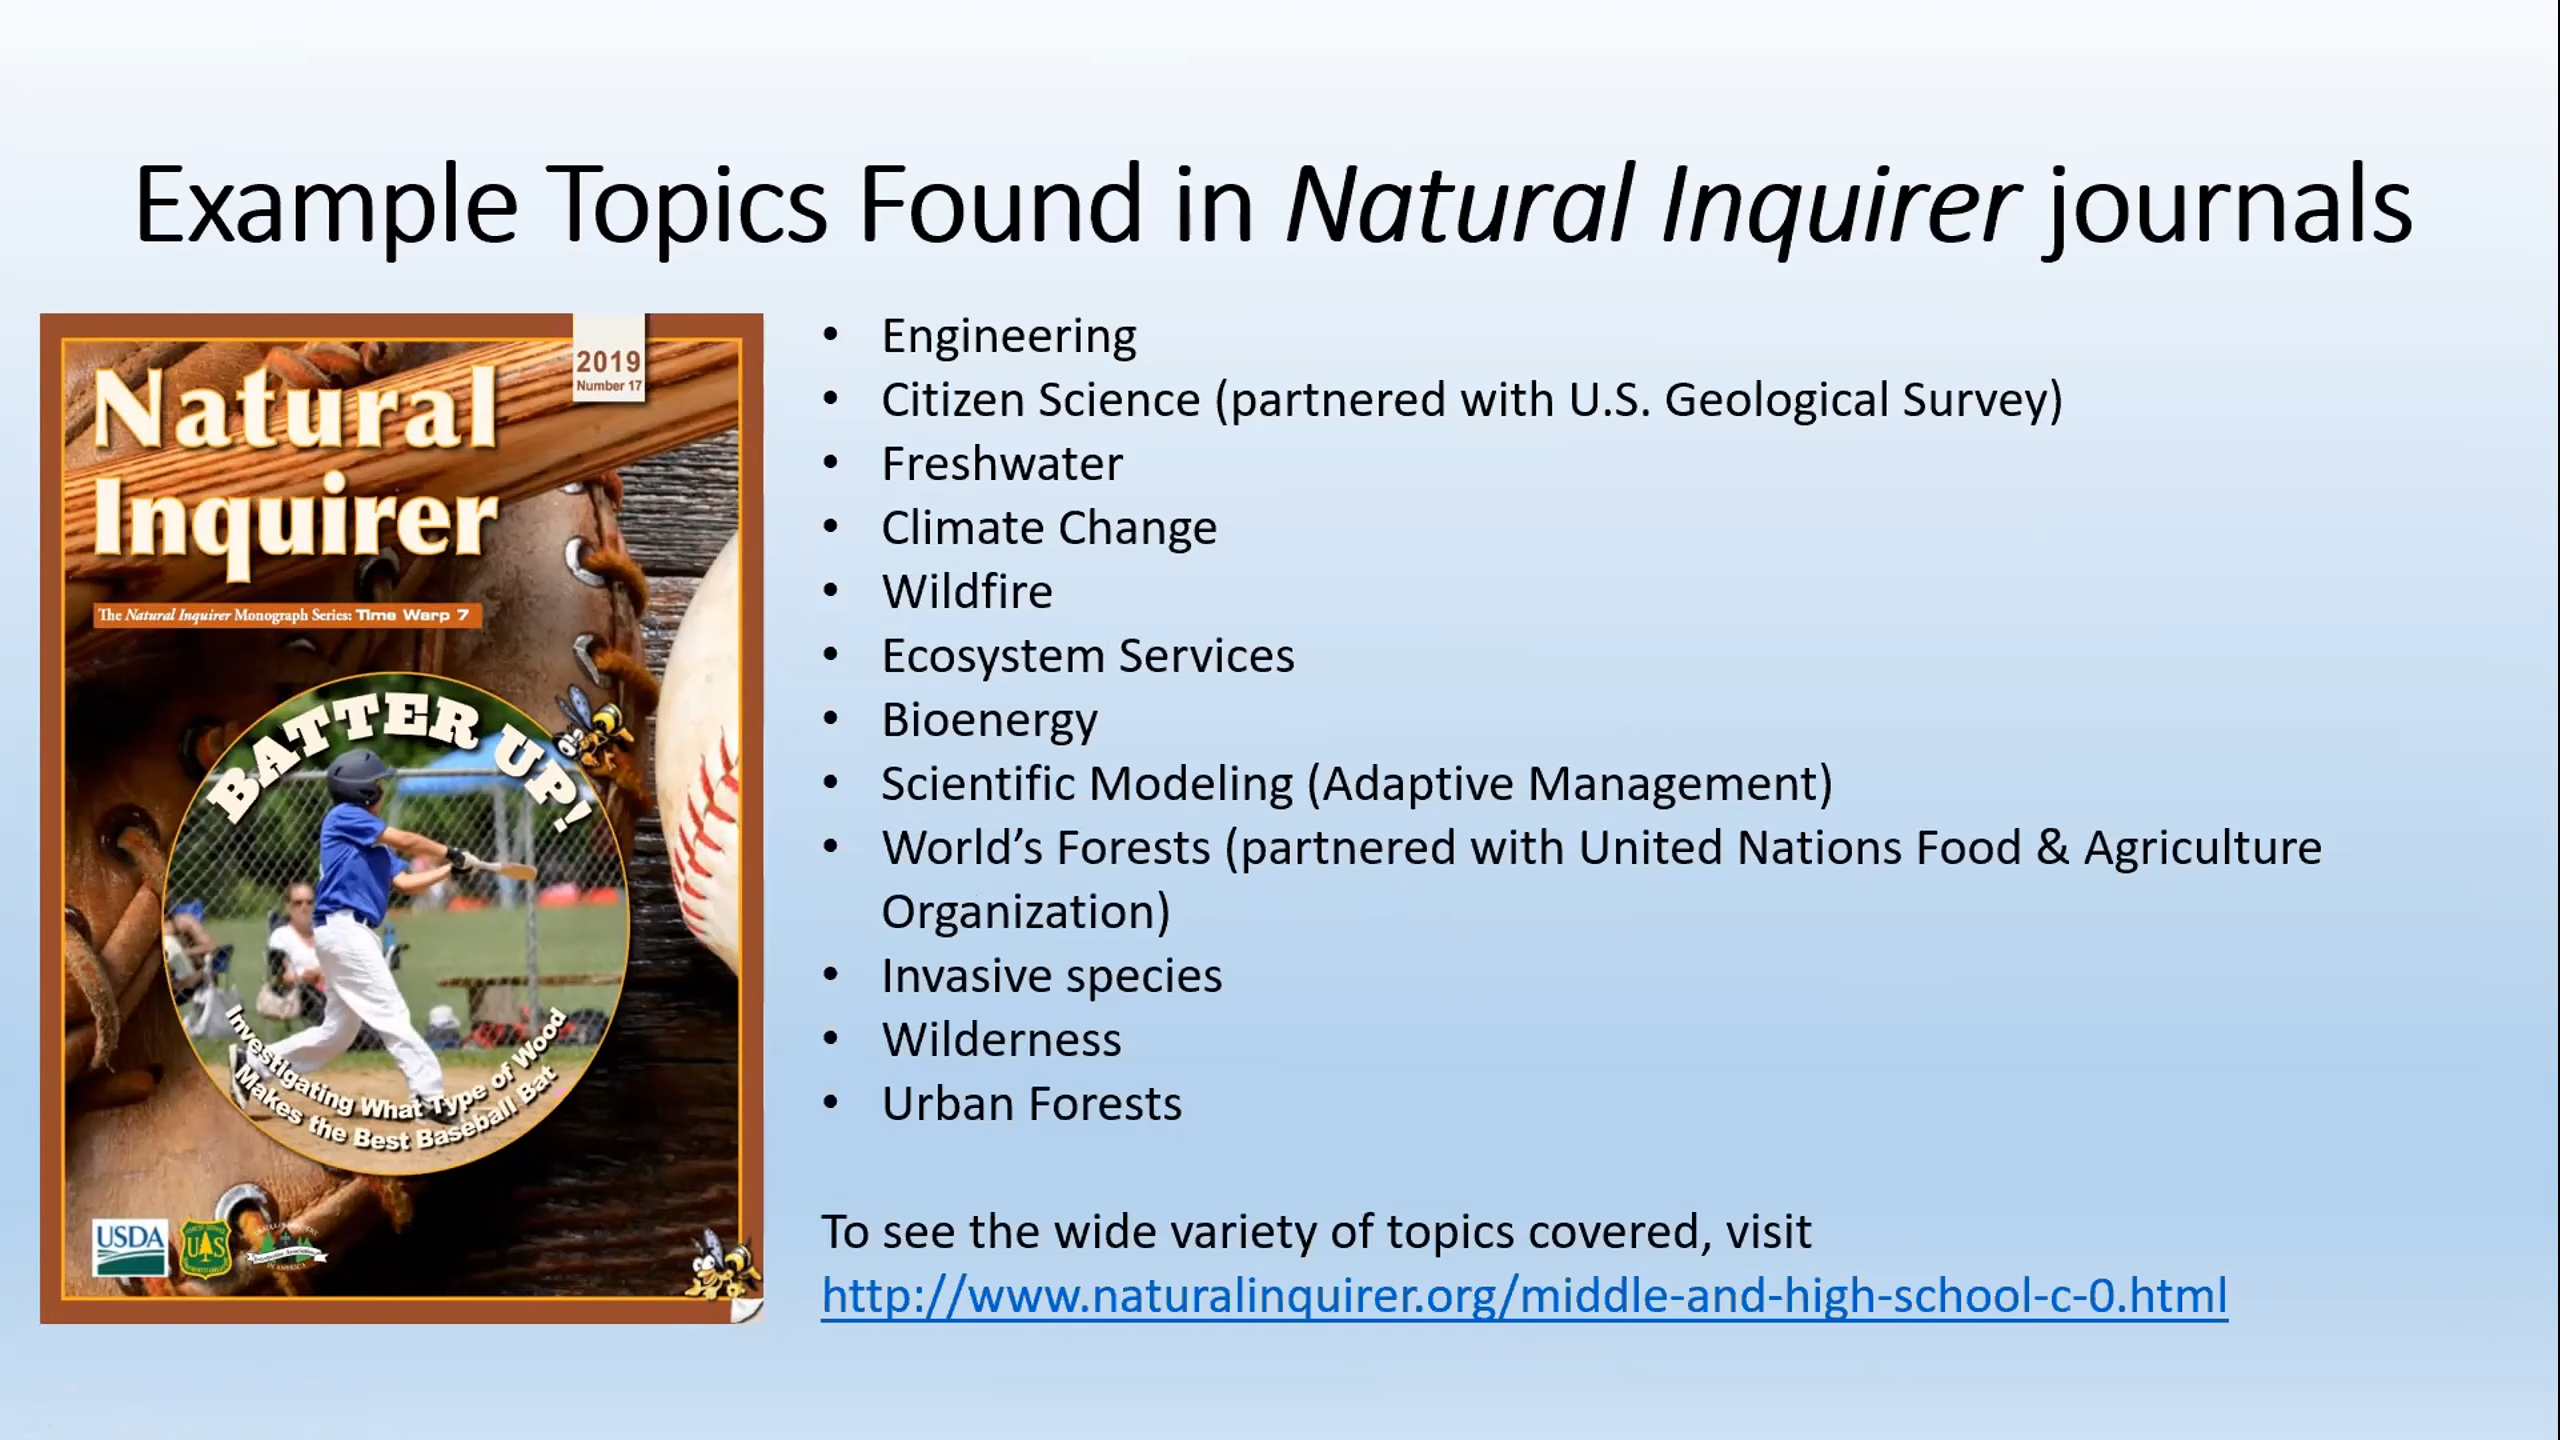 Example Topics Found in Natural Inquirer journals
2019
Number 17
Natural
Inquirer
The Natural Inquirer Monograph Series: Time Warp 7
BATTER UP!
Investigating What Type of Wood
Makes the Best Baseball Bat
USDA
UAS
• Engineering
• Citizen Science (partnered with U.S. Geological Survey)
• Freshwater
• Climate Change
• Wildfire
• Ecosystem Services
• Bioenergy
• Scientific Modeling (Adaptive Management)
• World’s Forests (partnered with United Nations Food & Agriculture
Organization)
• Invasive species
• Wilderness
• Urban Forests
To see the wide variety of topics covered, visit
http://www.naturalinquirer.org/middle-and-high-school-c-0.html